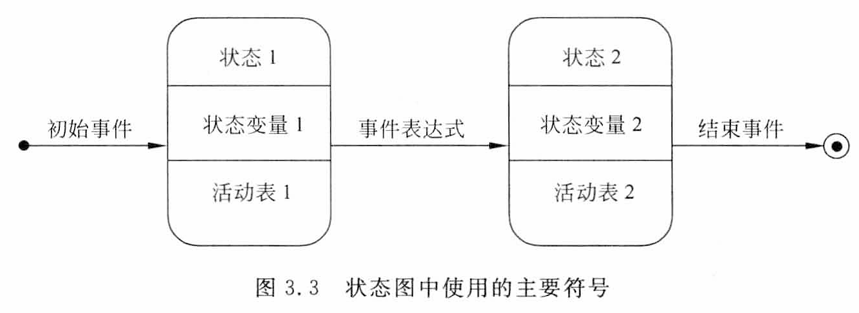 状态 1
状态 2
初始事件
状态变量 1
事件表达式
状态变量 2
结束事件
活动表 1
活动表 2
图 3.3 状态图中使用的主要符号